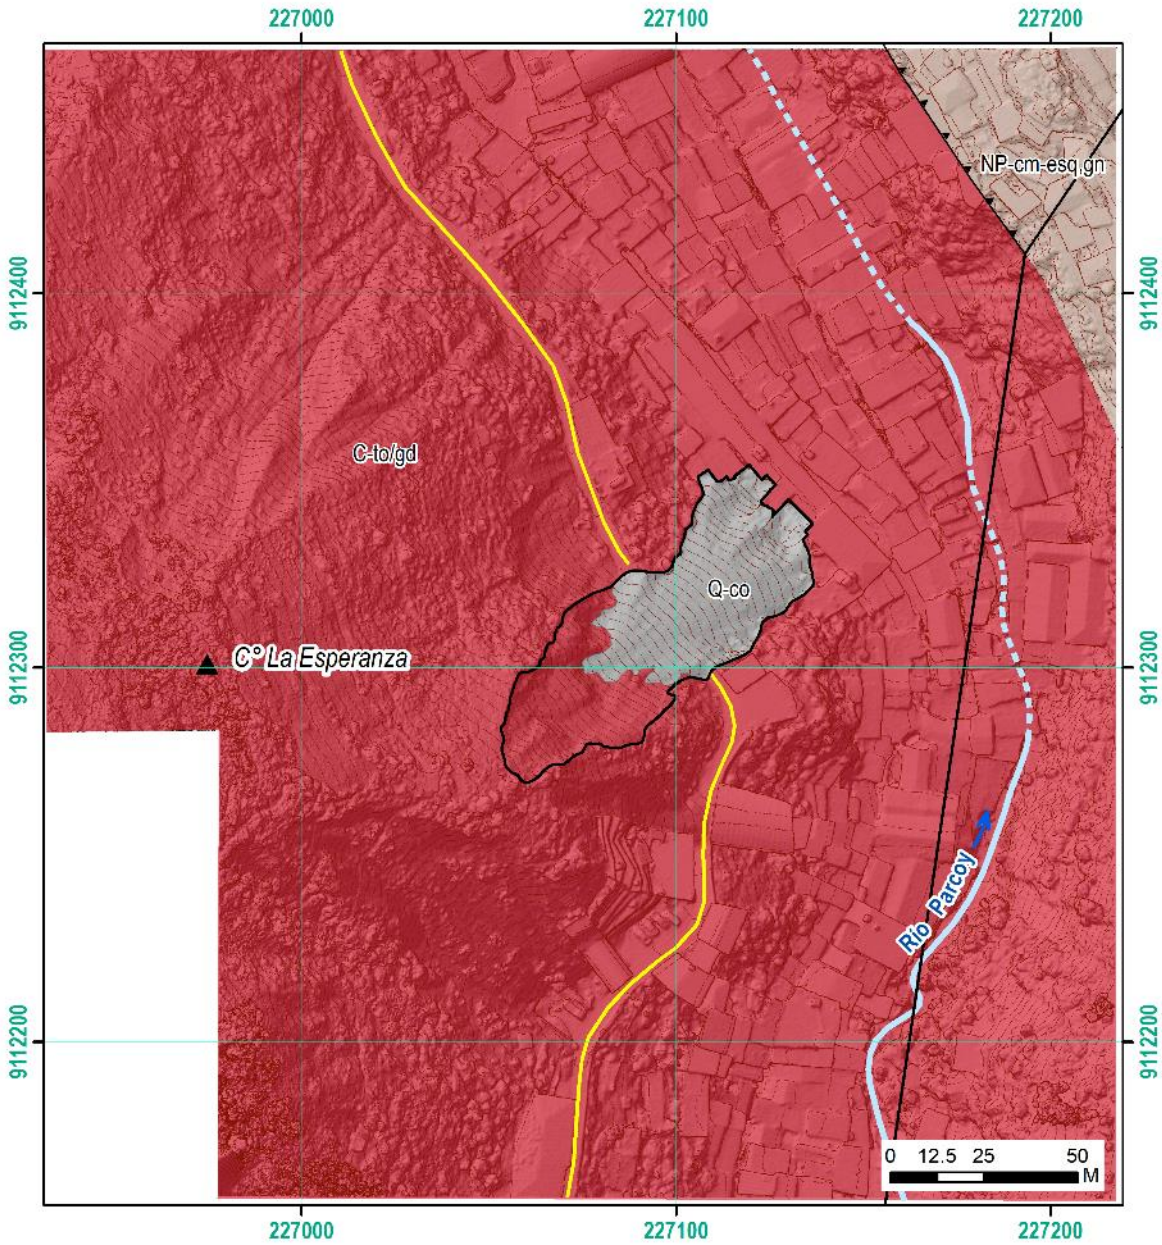 227000 227100 227200
NP-cm-esq,gn
9112400 9112400
C-to/gd
Q-co
9112300 C° La Esperanza 9112300
Río Parcoy
9112200 9112200
0 12.5 25 50
M
227000 227100 227200